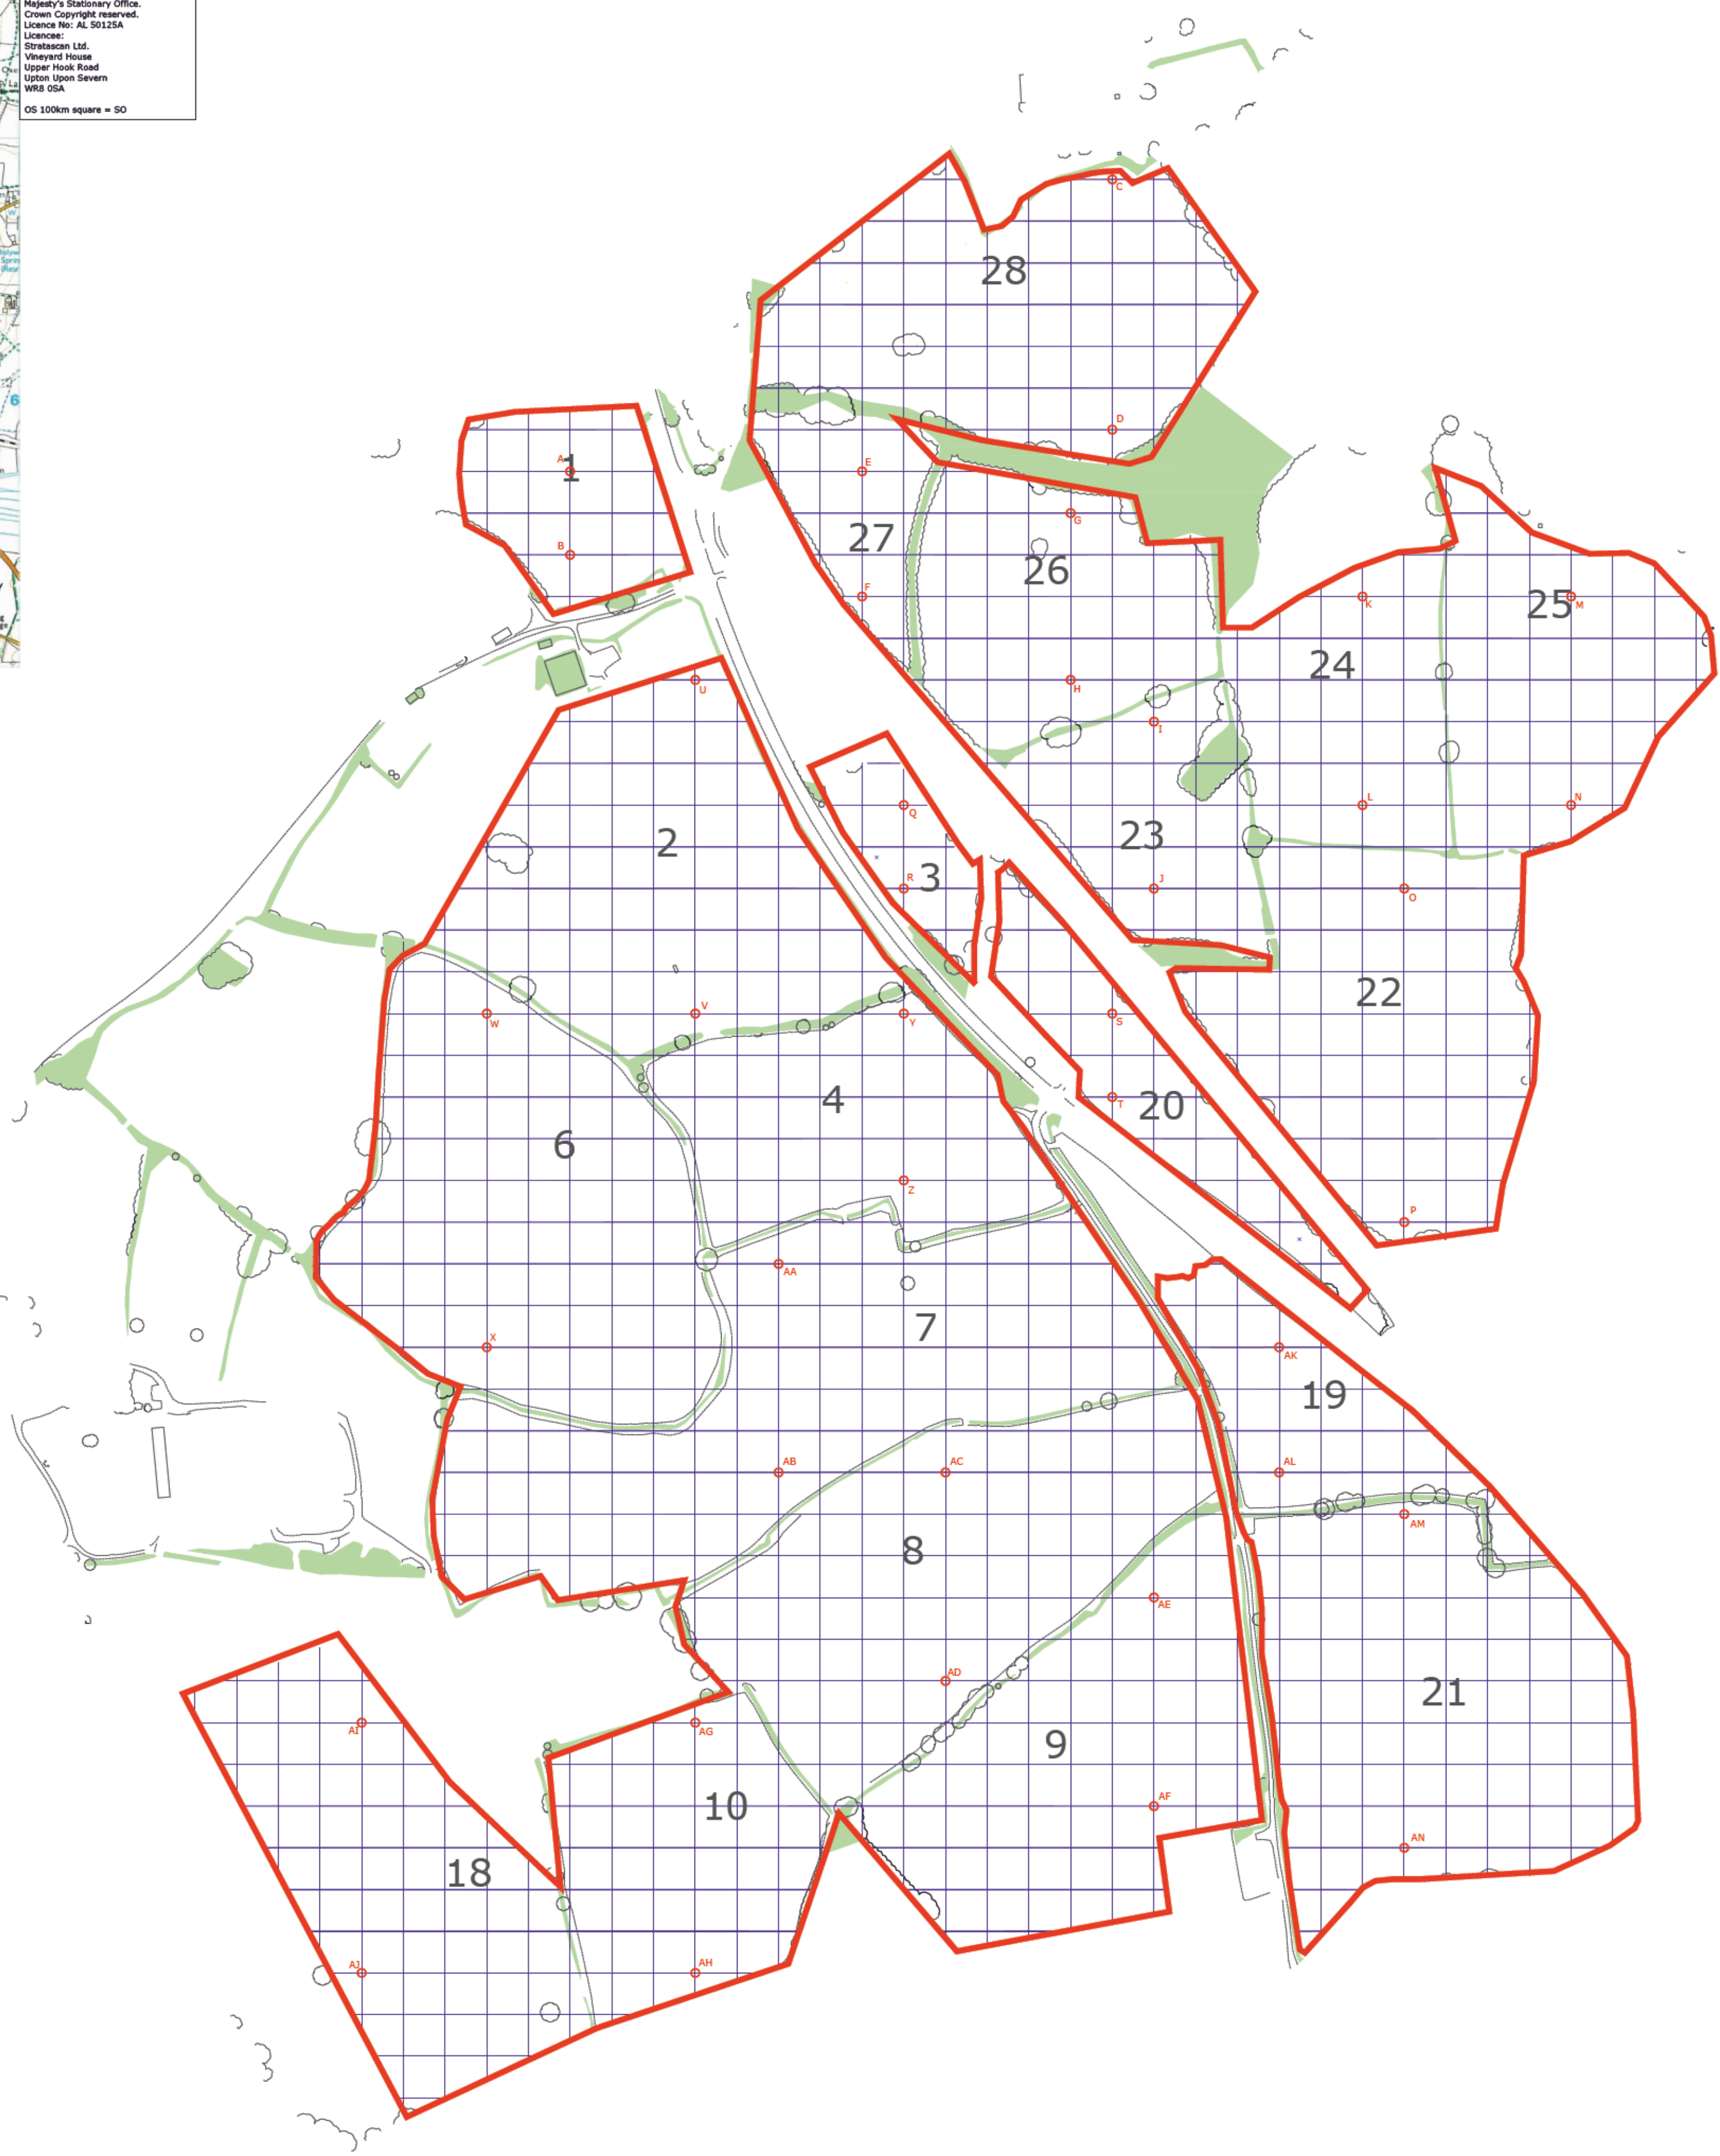 Majesty's Stationary Office.
Crown Copyright reserved.
Licence No: AL 50125A
Licencee:
Stratascan Ltd.
Vineyard House
Upper Hook Road
Upton Upon Severn
WR8 0SA
OS 100km square = SO
C
28
D
A
1
E
G
B
27
26
F
K
25
M
24
U
H
I
2
Q
L
N
23
3
R
J
O
22
W
V
Y
S
4
T
20
6
Z
P
AA
7
X
AK
19
AB
AC
AL
AM
8
AE
AD
21
AI
AG
9
10
AF
18
AN
AJ
AH
6